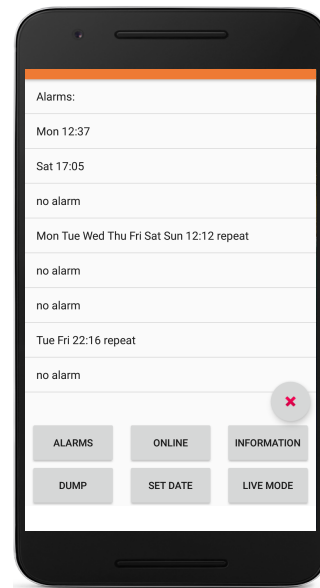 Alarms:
Mon 12:37
Sat 17:05
no alarm
Mon Tue Wed Thu Fri Sat Sun 12:12 repeat
no alarm
no alarm
Tue Fri 22:16 repeat
no alarm
ALARMS ONLINE INFORMATION
DUMP SET DATE LIVE MODE